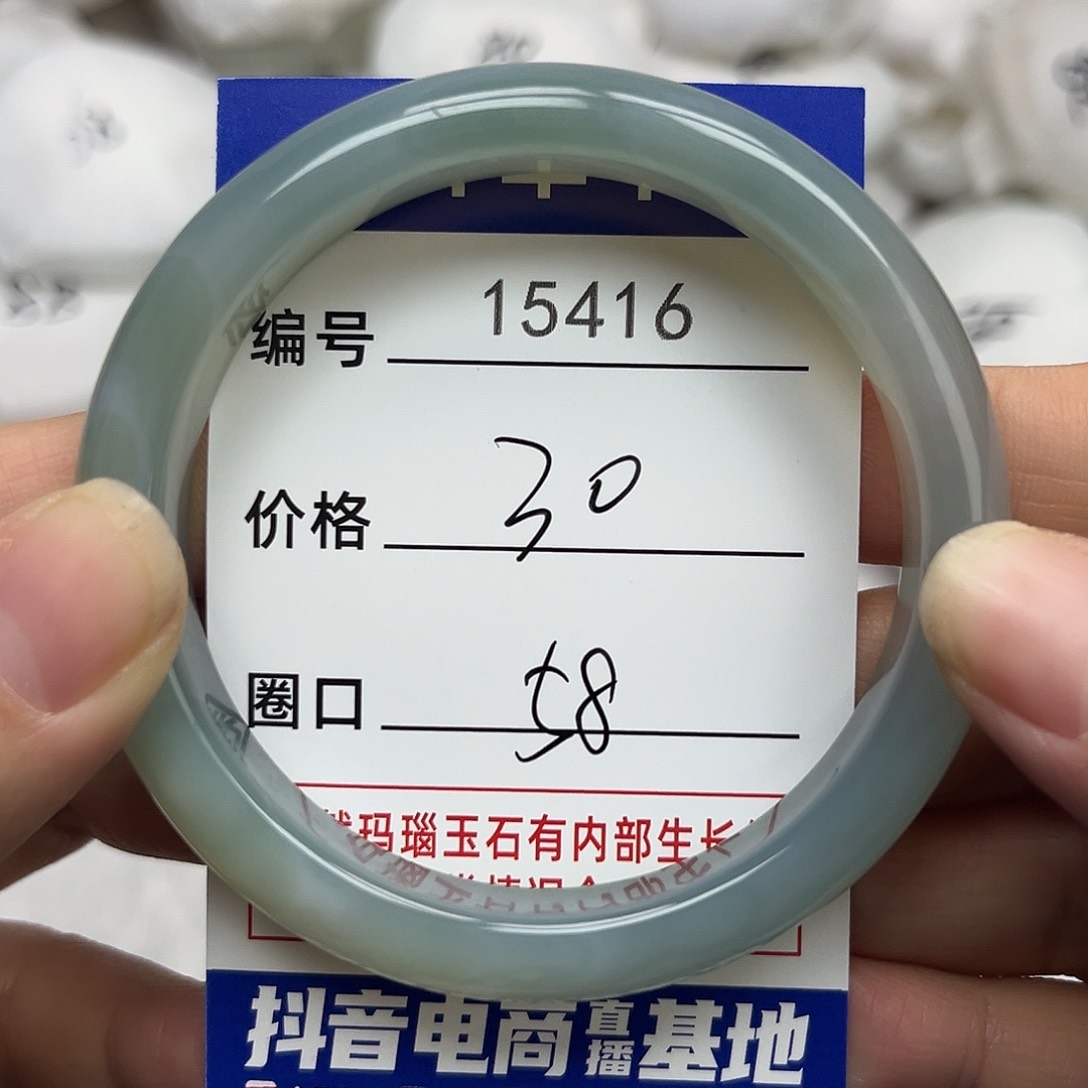 编号 15416
价格 30
圈口 58
玛瑙玉石有内部生长
抖音电商直播基地